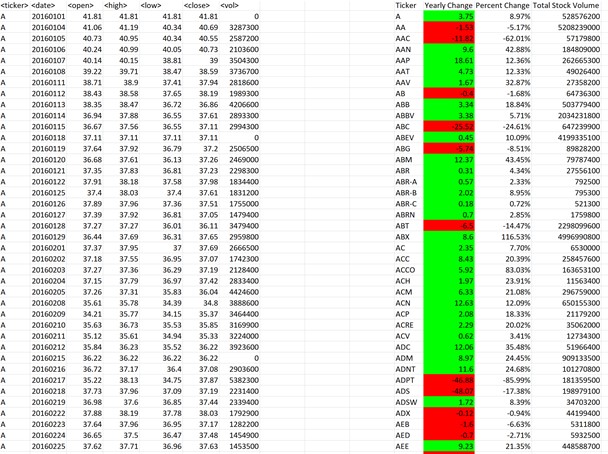 <ticker> <date> <open> <high> <low> <close> <vol> Ticker Yearly Change Percent Change Total Stock Volume
A 20160101 41.81 41.81 41.81 41.81 0 A 3.75 8.97% 528576200
A 20160104 41.06 41.19 40.34 40.69 3287300 AA -1.53 -5.17% 5208239000
A 20160105 40.73 40.95 40.34 40.55 2587200 AAC -11.82 -62.01% 57179800
A 20160106 40.24 40.99 40.05 40.73 2103600 AAN 9.6 42.88% 184809000
A 20160107 40.14 40.15 38.81 39 3504300 AAP 18.61 12.36% 262665300
A 20160108 39.22 39.71 38.47 38.59 3736700 AAT 4.73 12.33% 49026400
A 20160111 38.71 38.9 37.41 37.94 2818600 AAV 1.67 32.87% 27358200
A 20160112 38.43 38.58 37.65 38.19 1989300 AB -0.4 -1.68% 64736300
A 20160113 38.35 38.47 36.72 36.86 4206600 ABB 3.34 18.84% 503779400
A 20160114 36.94 37.88 36.55 37.61 2893300 ABBV 3.38 5.71% 2034231800
A 20160115 36.67 37.56 36.55 37.11 2994300 ABC -25.52 -24.61% 647239900
A 20160118 37.11 37.11 37.11 37.11 0 ABEV 0.45 10.09% 4199335100
A 20160119 37.64 37.92 36.79 37.2 2506500 ABG -5.74 -8.51% 89828200
A 20160120 36.68 37.61 36.13 37.26 2469000 ABM 12.37 43.45% 79787400
A 20160121 37.35 37.83 36.81 37.23 2298300 ABR 0.31 4.34% 27556100
A 20160122 37.91 38.18 37.58 37.98 1834400 ABR-A 0.57 2.33% 792500
A 20160125 37.4 38.03 37.4 37.61 1831200 ABR-B 2.02 8.95% 795300
A 20160126 37.89 37.96 37.36 37.51 1755000 ABR-C 0.18 0.72% 521300
A 20160127 37.39 37.92 36.81 37.05 1479400 ABRN 0.7 2.85% 1759800
A 20160128 37.27 37.27 36.01 36.11 3479400 ABT -6.5 -14.47% 2298099600
A 20160129 36.44 37.69 36.31 37.65 2959800 ABX 8.6 116.53% 4996990800
A 20160201 37.37 37.95 37 37.69 2666500 AC 2.35 7.70% 6530000
A 20160202 37.18 37.55 36.95 37.07 1742300 ACC 8.43 20.39% 258457200
A 20160203 37.27 37.36 36.29 37.19 2128400 ACCO 5.92 83.03% 163653100
A 20160204 37.15 37.79 36.97 37.42 2833400 ACH 1.97 23.91% 11563400
A 20160205 37.26 37.31 35.83 36.04 4424600 ACM 6.33 21.08% 296759000
A 20160208 35.61 35.78 34.39 34.8 3888600 ACN 12.63 12.09% 650155300
A 20160209 34.21 35.77 34.15 35.37 3464400 ACP 2.08 18.33% 21179200
A 20160210 35.63 36.73 35.53 35.85 3169900 ACRE 2.29 20.02% 35062000
A 20160211 35.12 35.61 34.94 35.33 3224000 ACV 0.62 3.41% 12734300
A 20160212 35.84 36.23 35.52 36.22 3923600 ADC 12.06 35.48% 51966400
A 20160215 36.22 36.22 36.22 36.22 0 ADM 8.97 24.45% 909133500
A 20160216 36.72 37.17 36.4 37.08 2903600 ADNT 11.6 24.68% 101270800
A 20160217 35.22 38.13 34.75 37.87 5382300 ADPT -46.88 -85.99% 181359500
A 20160218 37.73 37.96 37.09 37.19 2231400 ADS -48.07 -17.38% 198979100
A 20160219 36.98 37.6 36.85 37.44 2339400 ADSW 1.72 8.39% 34703200
A 20160222 37.88 38.19 37.78 38.03 1792900 ADX -0.12 -0.94% 44199400
A 20160223 37.64 37.96 36.95 37.17 1282200 AEB -1.6 -6.63% 5311800
A 20160224 36.65 37.5 36.47 37.48 1454900 AED -0.7 -2.71% 5932500
A 20160225 37.62 37.71 36.96 37.63 1453500 AEE 9.23 21.35% 448588700